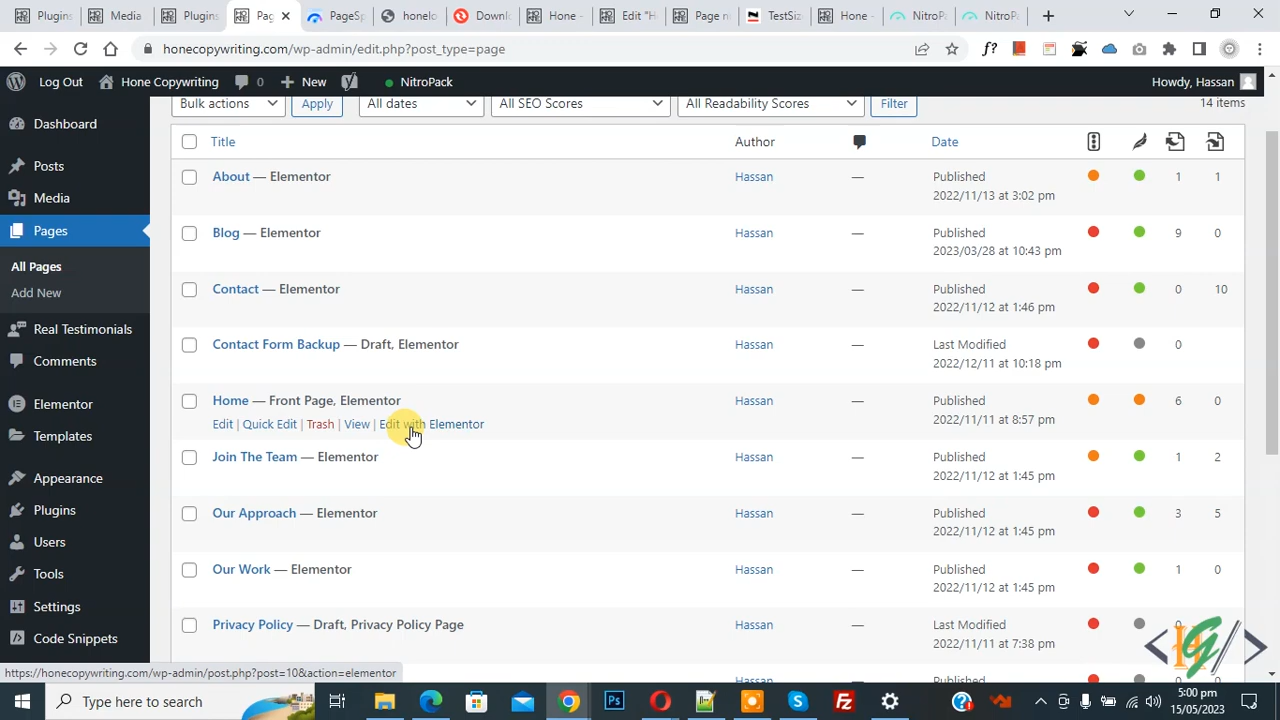 Plugins
Media
Plugins
Pag
PageSp
honelo
Downl
Home -
Edit "H
Page n
TestSiz
Home -
NitroPa
NitroPa
honecopywriting.com/wp-admin/edit.php?post_type=page
f?
Log Out
Hone Copywriting
0
New
NitroPack
Howdy, Hassan
Dashboard
Posts
Media
Pages
All Pages
Add New
Real Testimonials
Comments
Elementor
Templates
Appearance
Plugins
Users
Tools
Settings
Code Snippets
Bulk actions
Apply
All dates
All SEO Scores
All Readability Scores
Filter
14 items
Title Author Date
About — Elementor Hassan — Published 1 1
2022/11/13 at 3:02 pm
Blog — Elementor Hassan — Published 9 0
2023/03/28 at 10:43 pm
Contact — Elementor Hassan — Published 0 10
2022/11/12 at 1:46 pm
Contact Form Backup — Draft, Elementor Hassan — Last Modified 0
2022/12/11 at 10:18 pm
Home — Front Page, Elementor Hassan — Published 6 0
Edit | Quick Edit | Trash | View | Edit with Elementor 2022/11/11 at 8:57 pm
Join The Team — Elementor Hassan — Published 1 2
2022/11/12 at 1:45 pm
Our Approach — Elementor Hassan — Published 3 5
2022/11/12 at 1:45 pm
Our Work — Elementor Hassan — Published 1 0
2022/11/12 at 1:45 pm
Privacy Policy — Draft, Privacy Policy Page Hassan — Last Modified
2022/11/11 at 7:38 pm
Hassan Published
https://honecopywriting.com/wp-admin/post.php?post=10&action=elementor
Type here to search
5:00 pm
15/05/2023